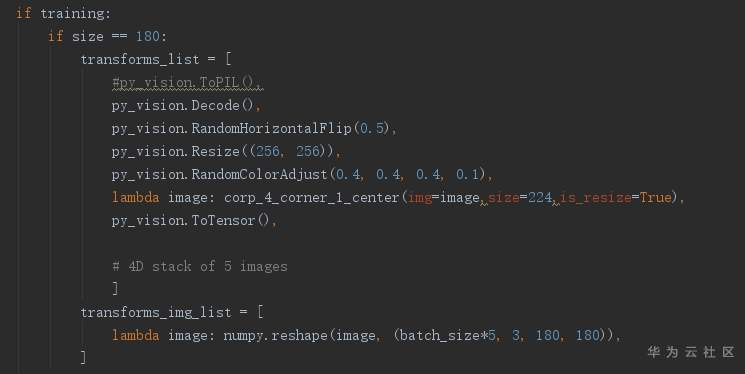 if training:
    if size == 180:
        transforms_list = [
            #py_vision.ToPIL(),
            py_vision.Decode(),
            py_vision.RandomHorizontalFlip(0.5),
            py_vision.Resize((256, 256)),
            py_vision.RandomColorAdjust(0.4, 0.4, 0.4, 0.1),
            lambda image: corp_4_corner_1_center(img=image,size=224,is_resize=True),
            py_vision.ToTensor(),
            # 4D stack of 5 images
            ]
        transforms_img_list = [
            lambda image: numpy.reshape(image, (batch_size*5, 3, 180, 180)),
        ]
华为云社区